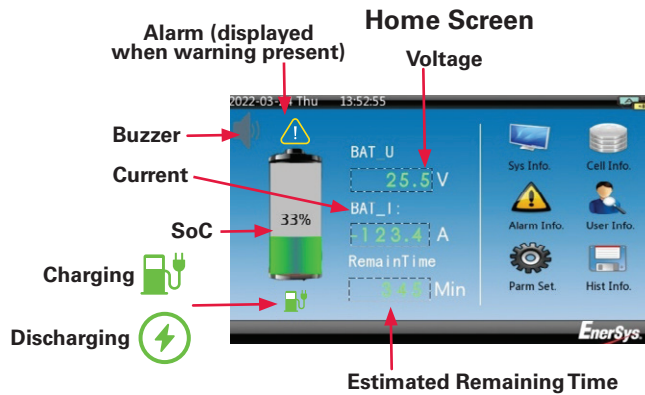 Home Screen
Alarm (displayed
when warning present)
Voltage
Thu 13:52:55
Buzzer
BAT_U
Sys Info.
Cell Info.
Current
25.5 V
BAT_I:
33%
SoC
-123.4 A
Alarm Info.
User Info.
RemainTime
Charging
Min
Parm Set.
Hist Info.
Discharging
EnerSys.
Estimated Remaining Time